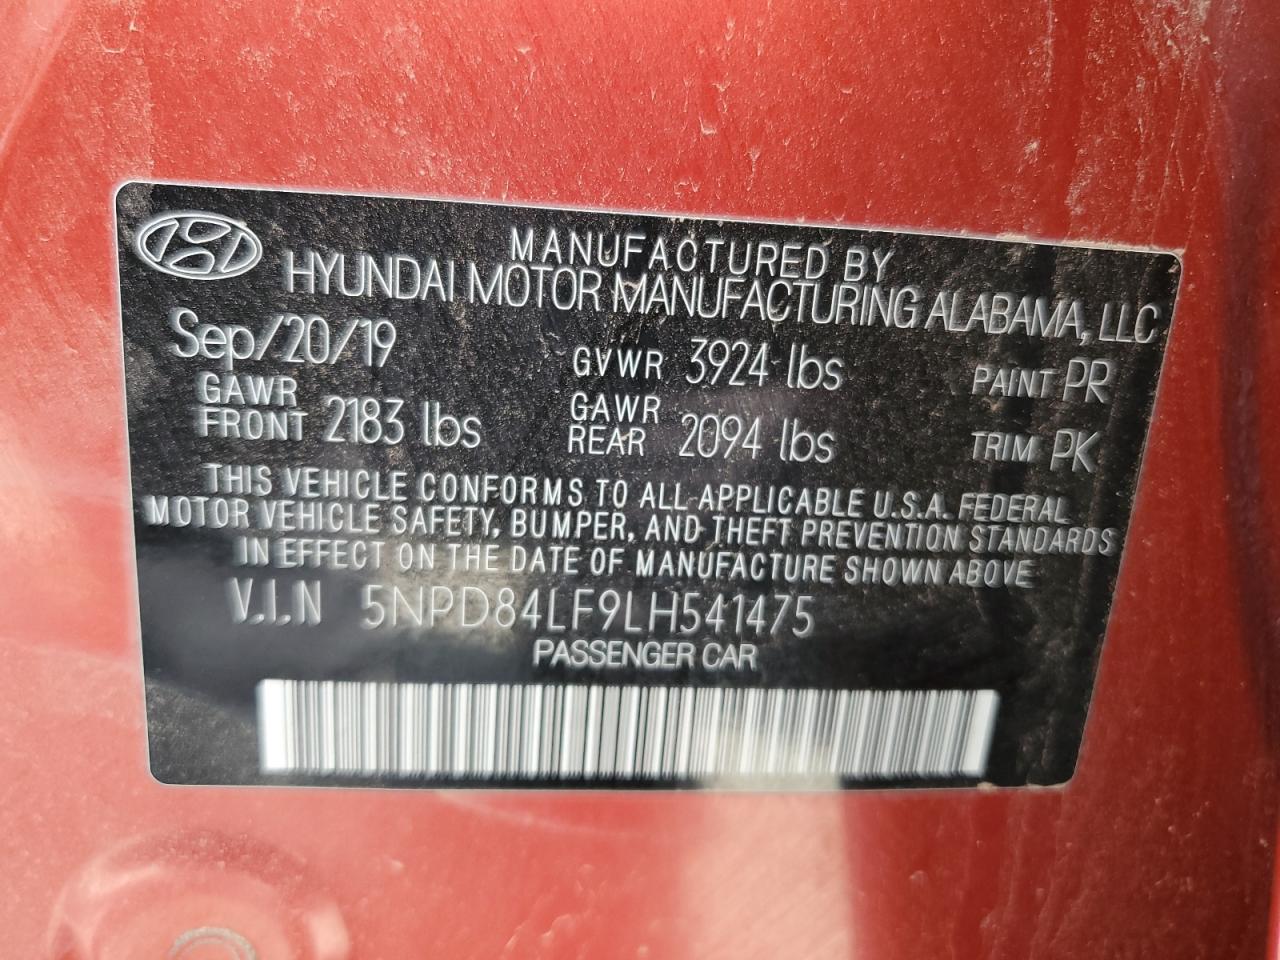 MANUFACTURED BY
HYUNDAI MOTOR MANUFACTURING ALABAMA, LLC
Sep/20/19 GVWR 3924 lbs PAINT PR
GAWR FRONT 2183 lbs GAWR REAR 2094 lbs TRIM PK
THIS VEHICLE CONFORMS TO ALL APPLICABLE U.S.A. FEDERAL
MOTOR VEHICLE SAFETY, BUMPER, AND THEFT PREVENTION STANDARDS
IN EFFECT ON THE DATE OF MANUFACTURE SHOWN ABOVE
V.I.N 5NPD84LF9LH541475
PASSENGER CAR